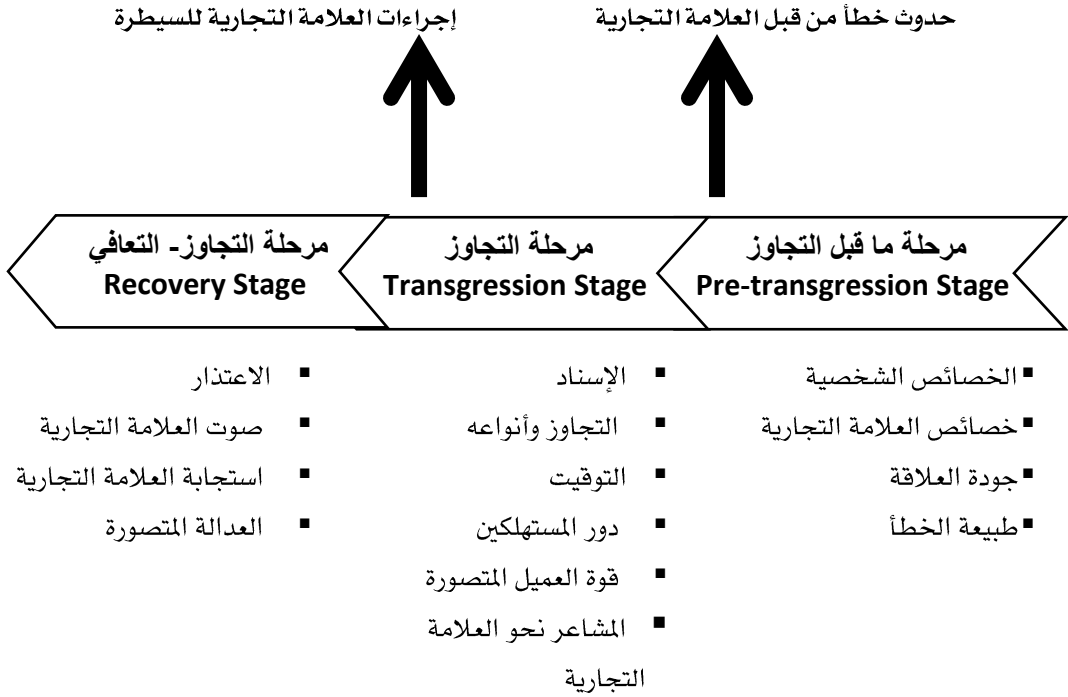 حدوث خطأ من قبل العلامة التجارية
إجراءات العلامة التجارية للسيطرة
مرحلة ما قبل التجاوز
Pre-transgression Stage
مرحلة التجاوز
Transgression Stage
مرحلة التجاوز- التعافي
Recovery Stage
▪ الخصائص الشخصية
▪ خصائص العلامة التجارية
▪ جودة العلاقة
▪ طبيعة الخطأ
▪ الإسناد
▪ التجاوز وأنواعه
▪ التوقيت
▪ دور المستهلكين
▪ قوة العميل المتصورة
▪ المشاعر نحو العلامة
التجارية
▪ الاعتذار
▪ صوت العلامة التجارية
▪ استجابة العلامة التجارية
▪ العدالة المتصورة